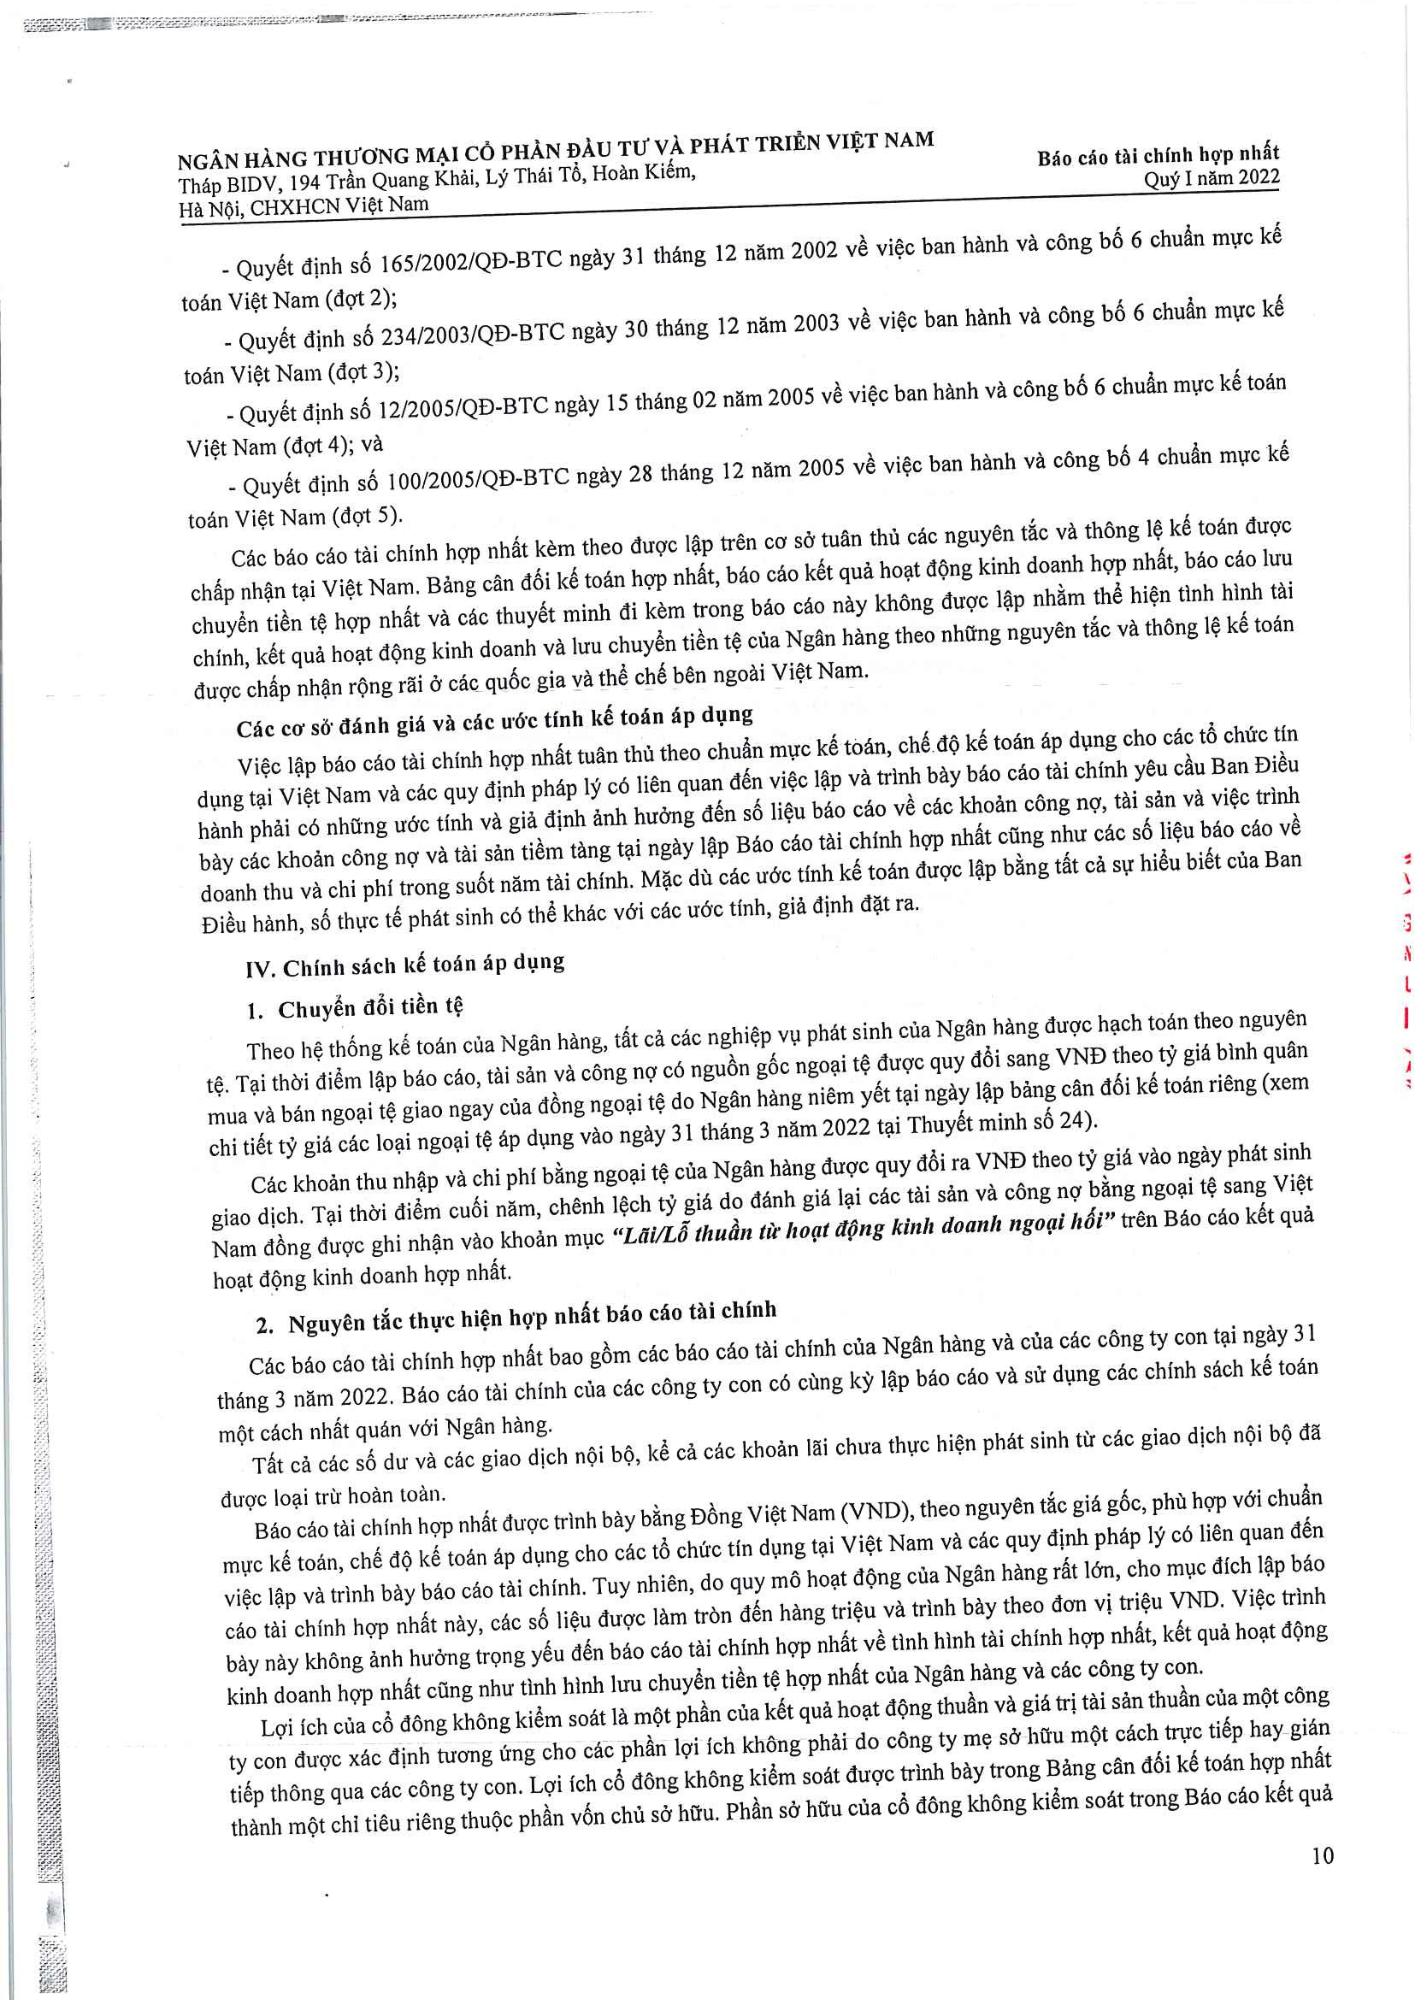 NGÂN HÀNG THƯƠNG MẠI CỔ PHẦN ĐẦU TƯ VÀ PHÁT TRIỂN VIỆT NAM
Tháp BIDV, 194 Trần Quang Khải, Lý Thái Tổ, Hoàn Kiếm,
Hà Nội, CHXHCN Việt Nam
Báo cáo tài chính hợp nhất
Quý I năm 2022
- Quyết định số 165/2002/QĐ-BTC ngày 31 tháng 12 năm 2002 về việc ban hành và công bố 6 chuẩn mực kế
toán Việt Nam (đợt 2);
- Quyết định số 234/2003/QĐ-BTC ngày 30 tháng 12 năm 2003 về việc ban hành và công bố 6 chuẩn mực kế
toán Việt Nam (đợt 3);
- Quyết định số 12/2005/QĐ-BTC ngày 15 tháng 02 năm 2005 về việc ban hành và công bố 6 chuẩn mực kế toán
Việt Nam (đợt 4); và
- Quyết định số 100/2005/QĐ-BTC ngày 28 tháng 12 năm 2005 về việc ban hành và công bố 4 chuẩn mực kế
toán Việt Nam (đợt 5).
Các báo cáo tài chính hợp nhất kèm theo được lập trên cơ sở tuân thủ các nguyên tắc và thông lệ kế toán được
chấp nhận tại Việt Nam. Bảng cân đối kế toán hợp nhất, báo cáo kết quả hoạt động kinh doanh hợp nhất, báo cáo lưu
chuyển tiền tệ hợp nhất và các thuyết minh đi kèm trong báo cáo này không được lập nhằm thể hiện tình hình tài
chính, kết quả hoạt động kinh doanh và lưu chuyển tiền tệ của Ngân hàng theo những nguyên tắc và thông lệ kế toán
được chấp nhận rộng rãi ở các quốc gia và thể chế bên ngoài Việt Nam.
Các cơ sở đánh giá và các ước tính kế toán áp dụng
Việc lập báo cáo tài chính hợp nhất tuân thủ theo chuẩn mực kế toán, chế độ kế toán áp dụng cho các tổ chức tín
dụng tại Việt Nam và các quy định pháp lý có liên quan đến việc lập và trình bày báo cáo tài chính yêu cầu Ban Điều
hành phải có những ước tính và giả định ảnh hưởng đến số liệu báo cáo về các khoản công nợ, tài sản và việc trình
bày các khoản công nợ và tài sản tiềm tàng tại ngày lập Báo cáo tài chính hợp nhất cũng như các số liệu báo cáo về
doanh thu và chi phí trong suốt năm tài chính. Mặc dù các ước tính kế toán được lập bằng tất cả sự hiểu biết của Ban
Điều hành, số thực tế phát sinh có thể khác với các ước tính, giả định đặt ra.
IV. Chính sách kế toán áp dụng
1. Chuyển đổi tiền tệ
Theo hệ thống kế toán của Ngân hàng, tất cả các nghiệp vụ phát sinh của Ngân hàng được hạch toán theo nguyên
tệ. Tại thời điểm lập báo cáo, tài sản và công nợ có nguồn gốc ngoại tệ được quy đổi sang VNĐ theo tỷ giá bình quân
mua và bán ngoại tệ giao ngay của đồng ngoại tệ do Ngân hàng niêm yết tại ngày lập bảng cân đối kế toán riêng (xem
chi tiết tỷ giá các loại ngoại tệ áp dụng vào ngày 31 tháng 3 năm 2022 tại Thuyết minh số 24).
Các khoản thu nhập và chi phí bằng ngoại tệ của Ngân hàng được quy đổi ra VNĐ theo tỷ giá vào ngày phát sinh
giao dịch. Tại thời điểm cuối năm, chênh lệch tỷ giá do đánh giá lại các tài sản và công nợ bằng ngoại tệ sang Việt
Nam đồng được ghi nhận vào khoản mục “Lãi/Lỗ thuần từ hoạt động kinh doanh ngoại hối” trên Báo cáo kết quả
hoạt động kinh doanh hợp nhất.
2. Nguyên tắc thực hiện hợp nhất báo cáo tài chính
Các báo cáo tài chính hợp nhất bao gồm các báo cáo tài chính của Ngân hàng và của các công ty con tại ngày 31
tháng 3 năm 2022. Báo cáo tài chính của các công ty con có cùng kỳ lập báo cáo và sử dụng các chính sách kế toán
một cách nhất quán với Ngân hàng.
Tất cả các số dư và các giao dịch nội bộ, kể cả các khoản lãi chưa thực hiện phát sinh từ các giao dịch nội bộ đã
được loại trừ hoàn toàn.
Báo cáo tài chính hợp nhất được trình bày bằng Đồng Việt Nam (VND), theo nguyên tắc giá gốc, phù hợp với chuẩn
mực kế toán, chế độ kế toán áp dụng cho các tổ chức tín dụng tại Việt Nam và các quy định pháp lý có liên quan đến
việc lập và trình bày báo cáo tài chính. Tuy nhiên, do quy mô hoạt động của Ngân hàng rất lớn, cho mục đích lập báo
cáo tài chính hợp nhất này, các số liệu được làm tròn đến hàng triệu và trình bày theo đơn vị triệu VND. Việc trình
bày này không ảnh hưởng trọng yếu đến báo cáo tài chính hợp nhất về tình hình tài chính hợp nhất, kết quả hoạt động
kinh doanh hợp nhất cũng như tình hình lưu chuyển tiền tệ hợp nhất của Ngân hàng và các công ty con.
Lợi ích của cổ đông không kiểm soát là một phần của kết quả hoạt động thuần và giá trị tài sản thuần của một công
ty con được xác định tương ứng cho các phần lợi ích không phải do công ty mẹ sở hữu một cách trực tiếp hay gián
tiếp thông qua các công ty con. Lợi ích cổ đông không kiểm soát được trình bày trong Bảng cân đối kế toán hợp nhất
thành một chỉ tiêu riêng thuộc phần vốn chủ sở hữu. Phần sở hữu của cổ đông không kiểm soát trong Báo cáo kết quả
10